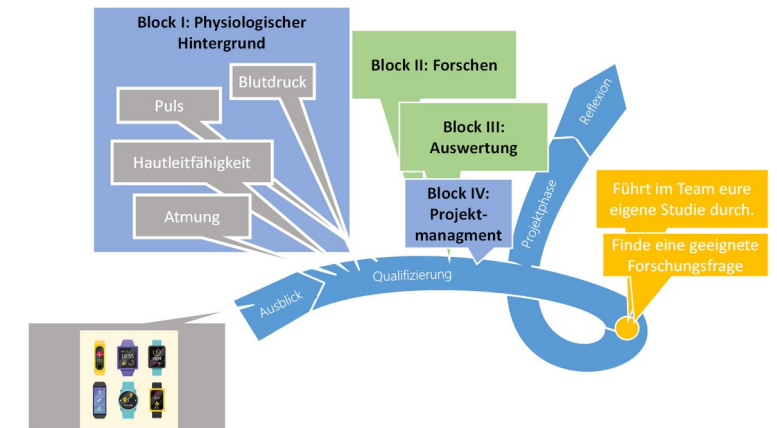 Block I: Physiologischer
Hintergrund
Blutdruck
Puls
Hautleitfähigkeit
Atmung
Block II: Forschen
Block III:
Auswertung
Block IV:
Projekt-
managment
Ausblick
Qualifizierung
Projektphase
Reflexion
Führt im Team eure
eigene Studie durch.
Finde eine geeignete
Forschungsfrage